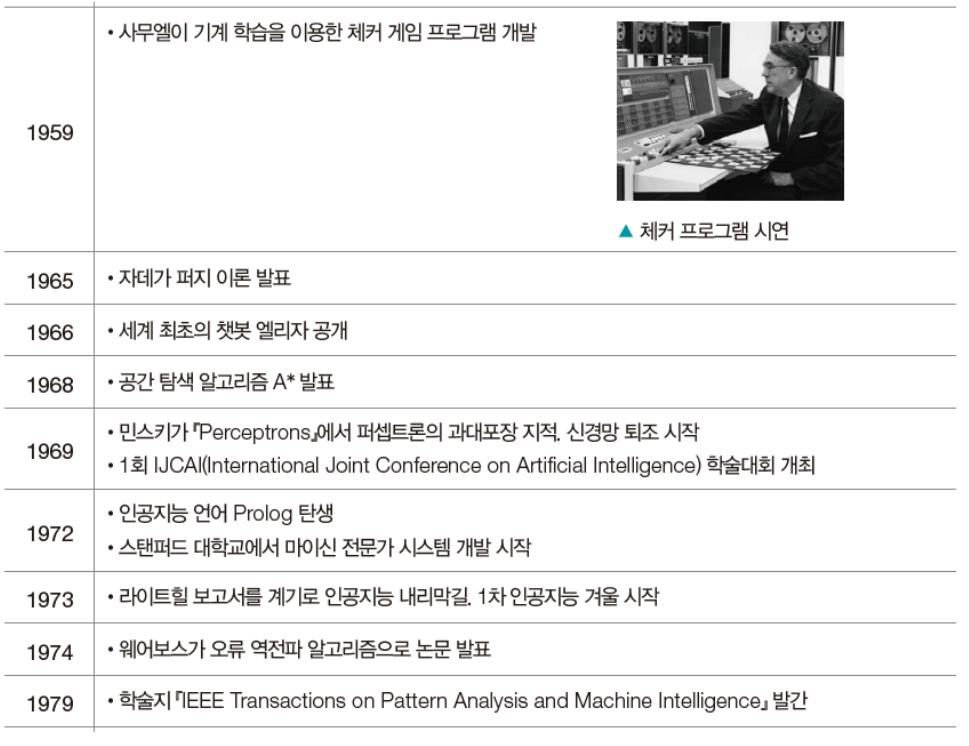 1959
• 사무엘이 기계 학습을 이용한 체커 게임 프로그램 개발
▲ 체커 프로그램 시연
1965
• 자데가 퍼지 이론 발표
1966
• 세계 최초의 챗봇 엘리자 공개
1968
• 공간 탐색 알고리즘 A* 발표
1969
• 민스키가 『Perceptrons』에서 퍼셉트론의 과대포장 지적. 신경망 퇴조 시작
• 1회 IJCAI(International Joint Conference on Artificial Intelligence) 학술대회 개최
1972
• 인공지능 언어 Prolog 탄생
• 스탠퍼드 대학교에서 마이신 전문가 시스템 개발 시작
1973
• 라이트힐 보고서를 계기로 인공지능 내리막길. 1차 인공지능 겨울 시작
1974
• 웨어보스가 오류 역전파 알고리즘으로 논문 발표
1979
• 학술지 『IEEE Transactions on Pattern Analysis and Machine Intelligence』 발간